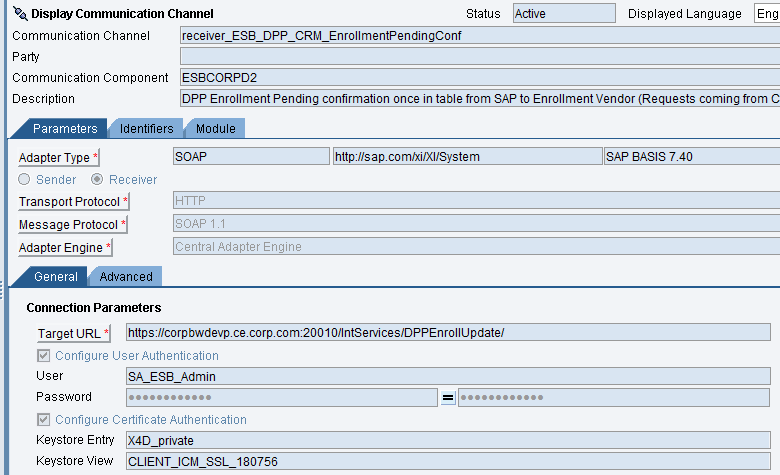 Display Communication Channel Status Active Displayed Language Eng
Communication Channel receiver_ESB_DPP_CRM_EnrollmentPendingConf
Party
Communication Component ESBCORPD2
Description DPP Enrollment Pending confirmation once in table from SAP to Enrollment Vendor (Requests coming from C
Parameters Identifiers Module
Adapter Type * SOAP http://sap.com/xi/XI/System SAP BASIS 7.40
Sender Receiver
Transport Protocol * HTTP
Message Protocol * SOAP 1.1
Adapter Engine * Central Adapter Engine
General Advanced
Connection Parameters
Target URL * https://corpbwdevp.ce.corp.com:20010/IntServices/DPPEnrollUpdate/
Configure User Authentication
User SA_ESB_Admin
Password ************ = ************
Configure Certificate Authentication
Keystore Entry X4D_private
Keystore View CLIENT_ICM_SSL_180756